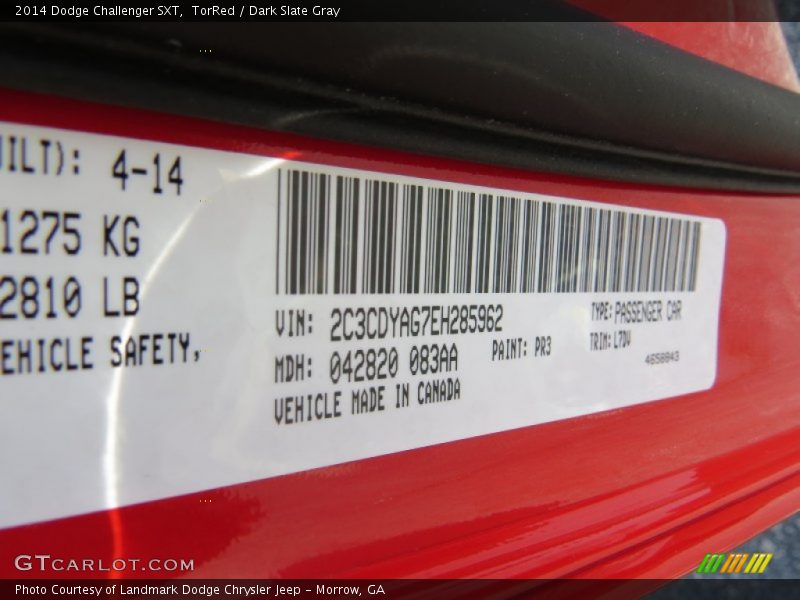 2014 Dodge Challenger SXT,  TorRed / Dark Slate Gray
UILT): 4-14
1275 KG
2810 LB
EHICLE SAFETY,
VIN: 2C3CDYAG7EH285962
TYPE: PASSENGER CAR
MDH: 042820 083AA
PAINT: PR3
TRIM: L7DV
4658843
VEHICLE MADE IN CANADA
GTCARLOT.COM
Photo Courtesy of Landmark Dodge Chrysler Jeep - Morrow, GA